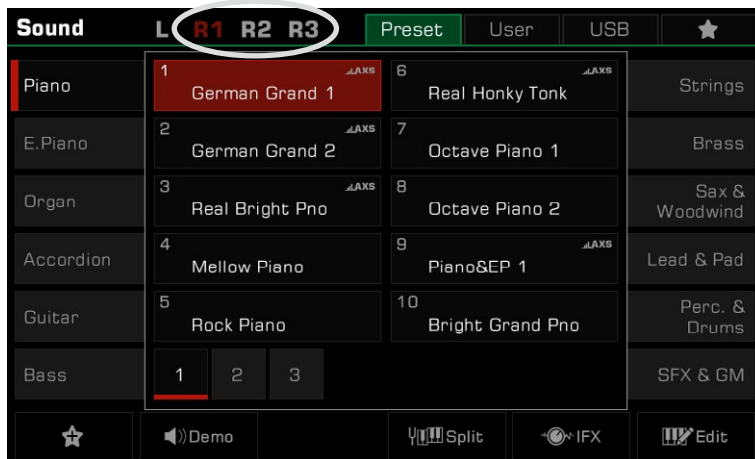 Sound L R1 R2 R3 Preset User USB
Piano
E.Piano
Organ
Accordion
Guitar
Bass
1 AXS
German Grand 1
2 AXS
German Grand 2
3 AXS
Real Bright Pno
4
Mellow Piano
5
Rock Piano
6 AXS
Real Honky Tonk
7
Octave Piano 1
8
Octave Piano 2
9 AXS
Piano&EP 1
10
Bright Grand Pno
1 2 3
Strings
Brass
Sax &
Woodwind
Lead & Pad
Perc. &
Drums
SFX & GM
Demo Split IFX Edit